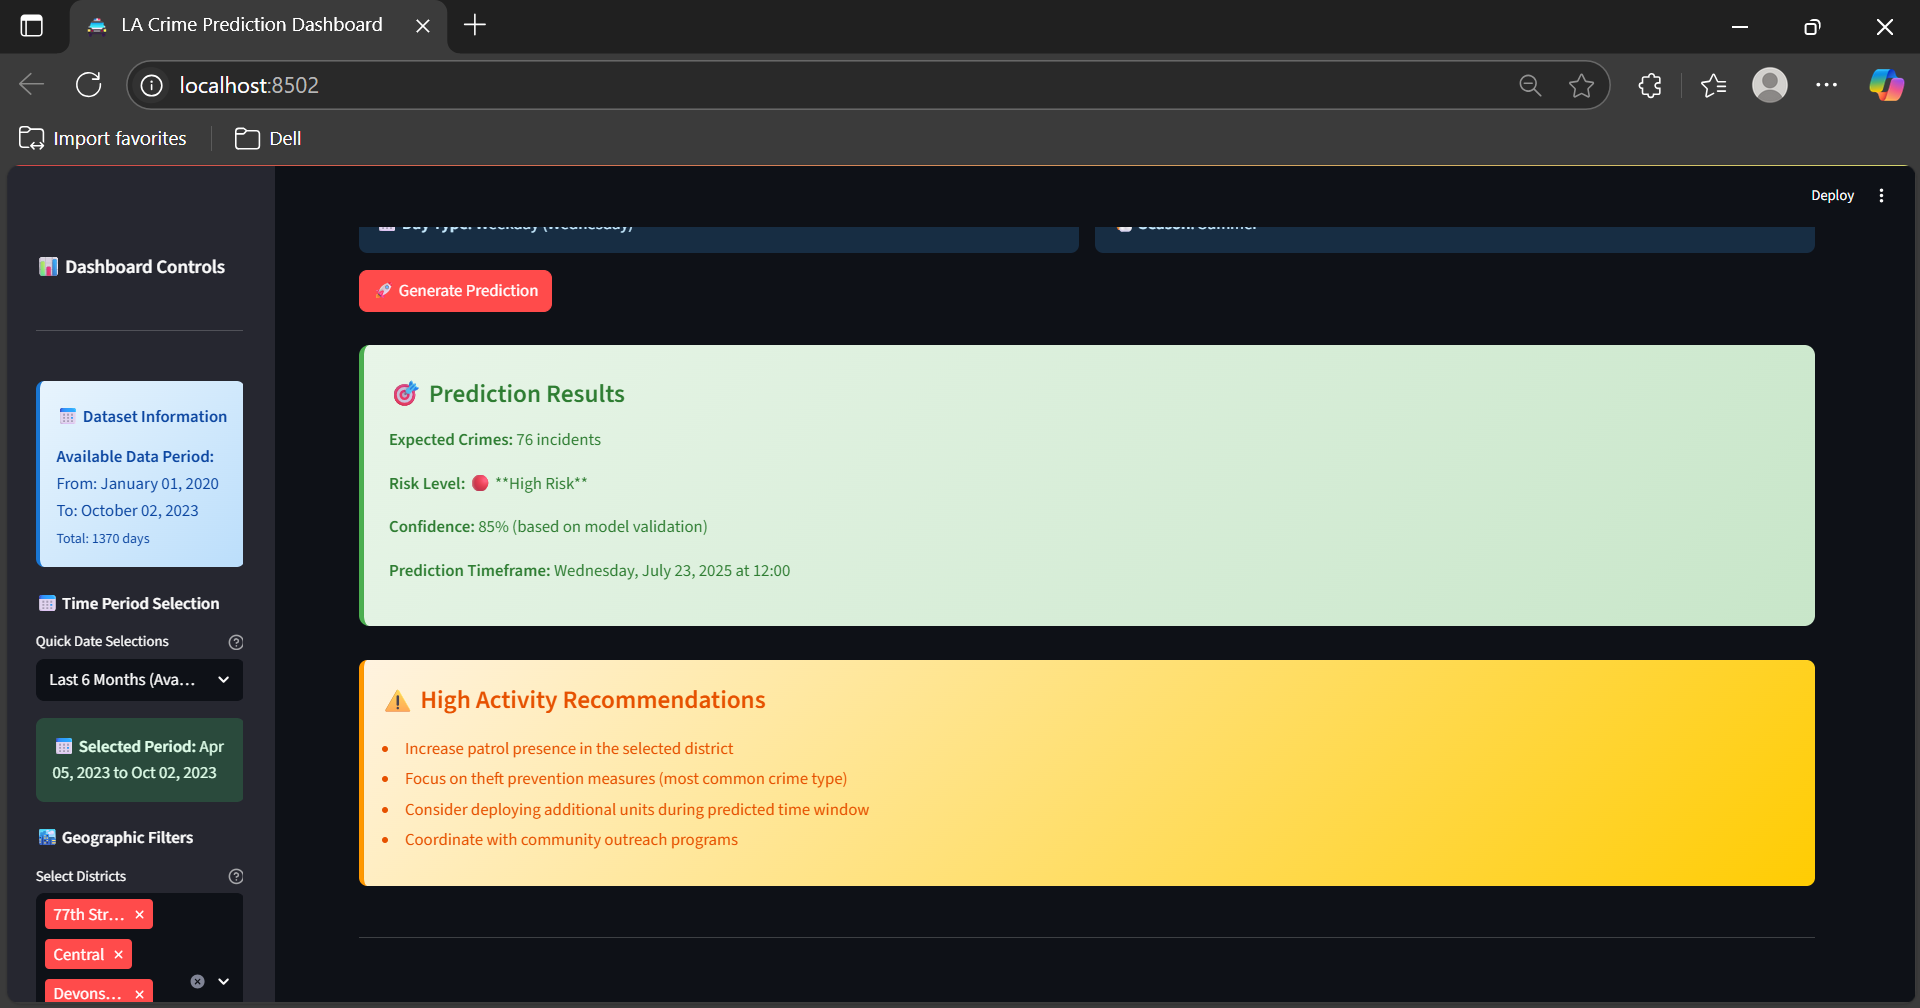 LA Crime Prediction Dashboard
localhost:8502
Import favorites
Dell
Deploy
Dashboard Controls
Dataset Information
Available Data Period:
From: January 01, 2020
To: October 02, 2023
Total: 1370 days
Time Period Selection
Quick Date Selections
Last 6 Months (Ava...
Selected Period: Apr
05, 2023 to Oct 02, 2023
Geographic Filters
Select Districts
77th Str...
Central
Devons...
Day Type: Weekday (Wednesday)
Season: Summer
Generate Prediction
Prediction Results
Expected Crimes: 76 incidents
Risk Level: **High Risk**
Confidence: 85% (based on model validation)
Prediction Timeframe: Wednesday, July 23, 2025 at 12:00
High Activity Recommendations
Increase patrol presence in the selected district
Focus on theft prevention measures (most common crime type)
Consider deploying additional units during predicted time window
Coordinate with community outreach programs